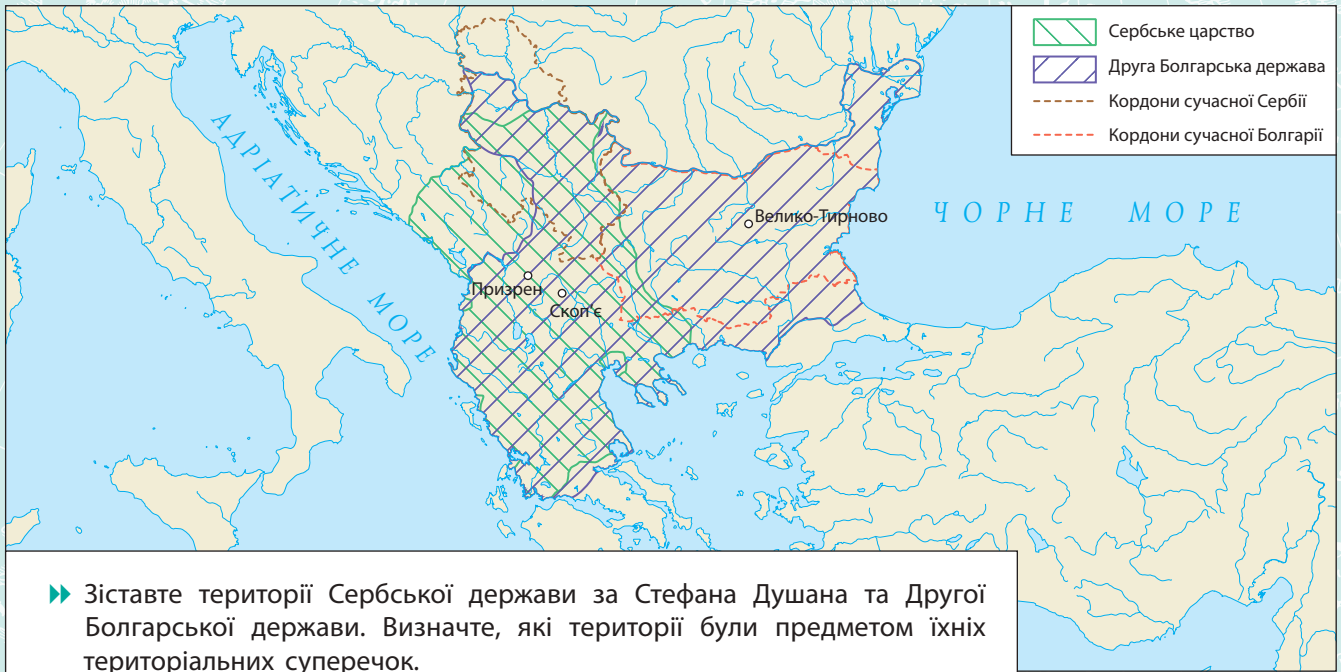 Сербське царство
Друга Болгарська держава
Кордони сучасної Сербії
Кордони сучасної Болгарії
АДРІАТИЧНЕ МОРЕ
ЧОРНЕ МОРЕ
Велико-Тирново
Призрен
Скоп'є
Зіставте території Сербської держави за Стефана Душана та Другої
Болгарської держави. Визначте, які території були предметом їхніх
територіальних суперечок.